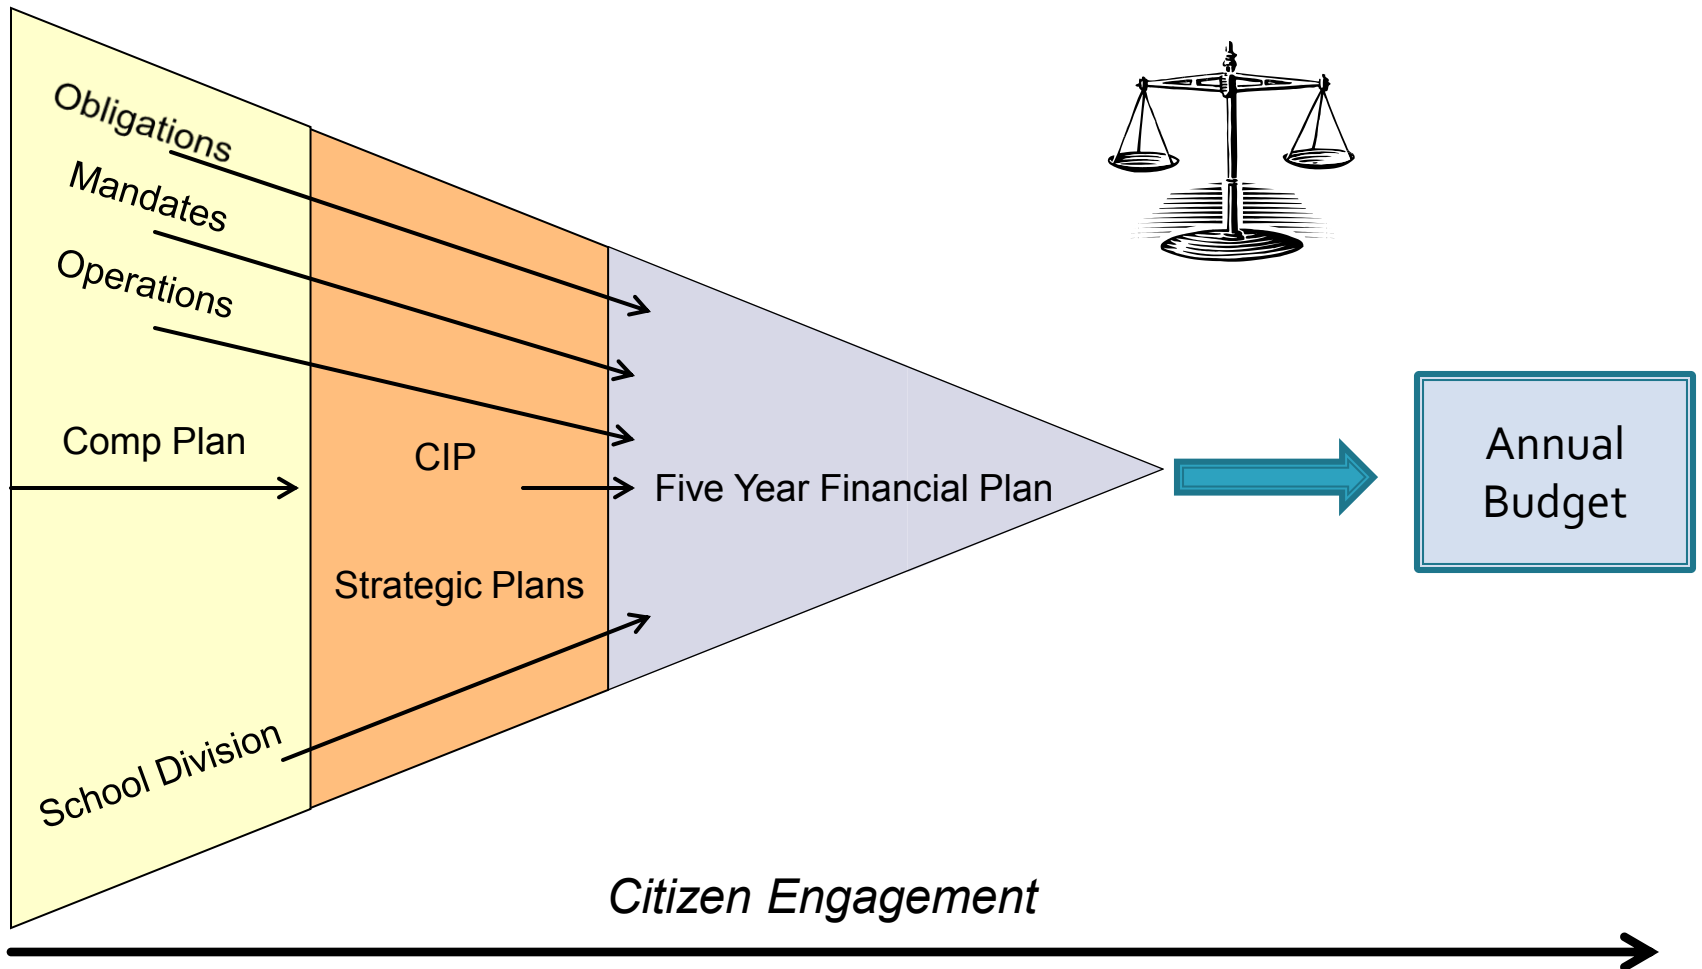 Obligations
Mandates
Operations
Comp Plan
CIP
Five Year Financial Plan
Annual
Budget
Strategic Plans
School Division
Citizen Engagement